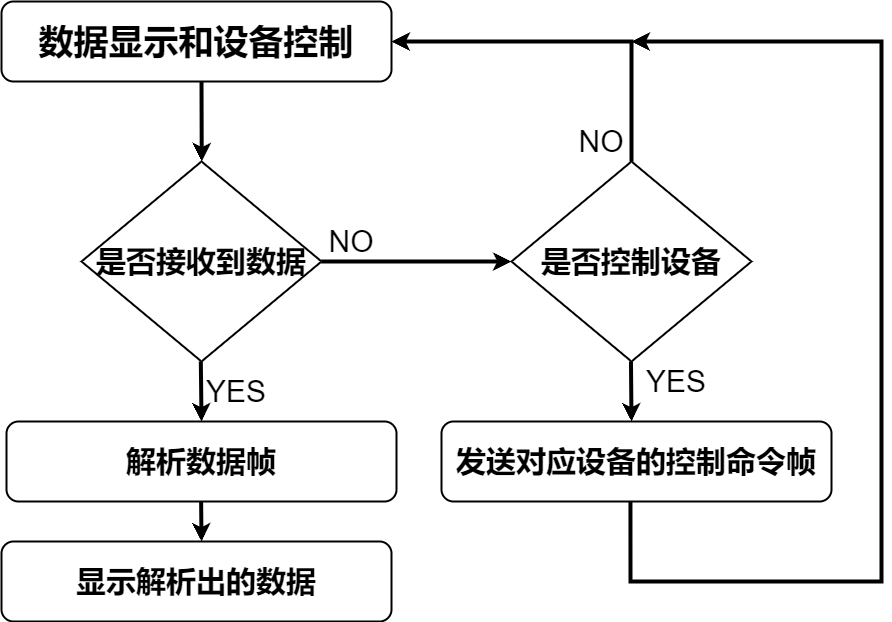 数据显示和设备控制
NO
是否接收到数据
NO
是否控制设备
YES
YES
解析数据帧
发送对应设备的控制命令帧
显示解析出的数据